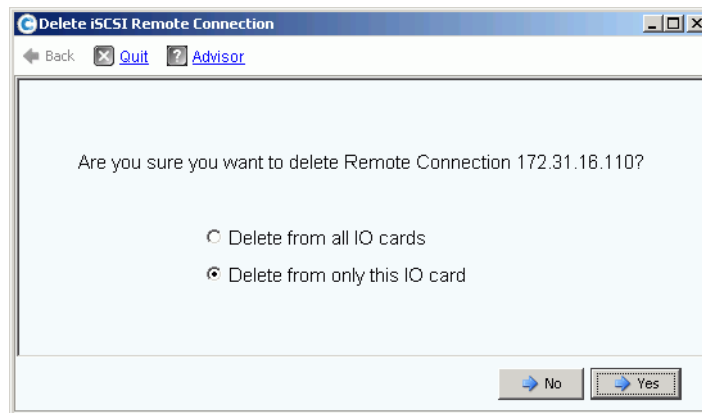 Delete iSCSI Remote Connection
Back Quit ? Advisor
Are you sure you want to delete Remote Connection 172.31.16.110?
Delete from all IO cards
Delete from only this IO card
No Yes